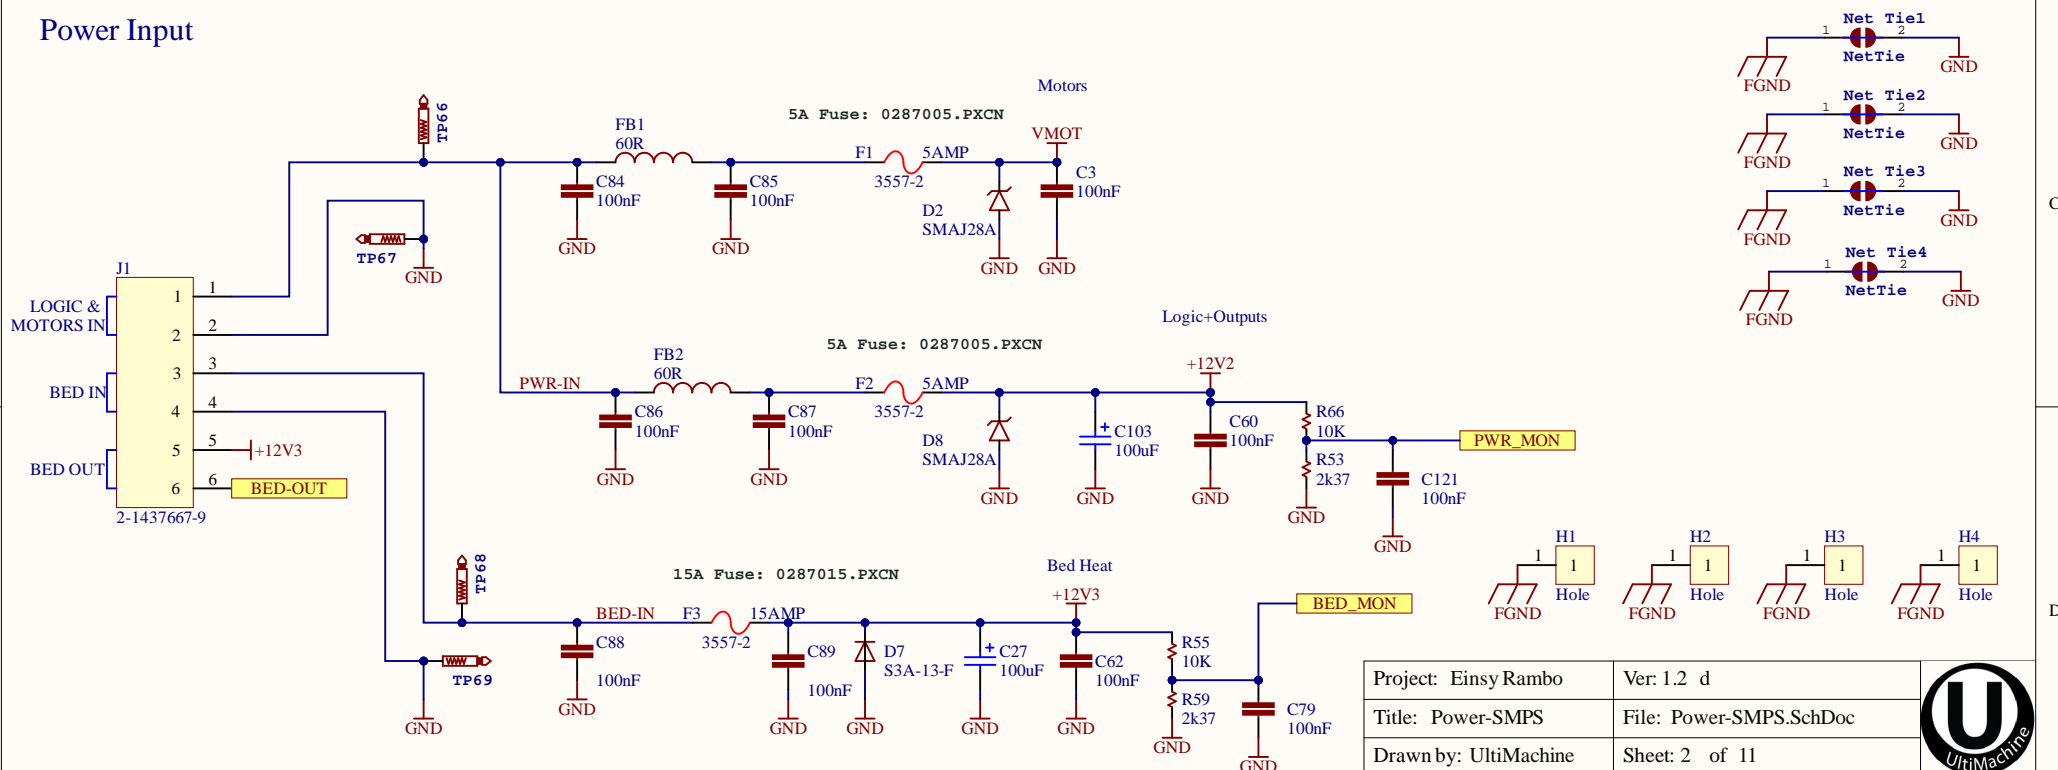 Power Input
Net Tie1
1 2
NetTie
FGND
GND
Net Tie2
1 2
NetTie
FGND
GND
Net Tie3
1 2
NetTie
FGND
GND
Net Tie4
1 2
NetTie
FGND
GND
C
Motors
5A Fuse: 0287005.PXCN
VMOT
TP66
FB1
60R
F1
5AMP
3557-2
C84
100nF
GND
C85
100nF
GND
D2
SMAJ28A
GND
C3
100nF
GND
TP67
GND
J1
LOGIC &
MOTORS IN
BED IN
BED OUT
1 1
2 2
3 3
4 4
5 5
6 6
+12V3
BED-OUT
2-1437667-9
Logic+Outputs
5A Fuse: 0287005.PXCN
+12V2
PWR-IN
FB2
60R
F2
5AMP
3557-2
C86
100nF
GND
C87
100nF
GND
D8
SMAJ28A
GND
C103
100uF
+
GND
C60
100nF
GND
R66
10K
R53
2k37
GND
PWR_MON
C121
100nF
GND
Bed Heat
15A Fuse: 0287015.PXCN
+12V3
TP68
BED-IN
F3
15AMP
3557-2
TP69
GND
C88
100nF
GND
C89
100nF
GND
D7
S3A-13-F
GND
C27
100uF
+
GND
C62
100nF
GND
R55
10K
R59
2k37
GND
BED_MON
C79
100nF
GND
H1
1 1
Hole
FGND
H2
1 1
Hole
FGND
H3
1 1
Hole
FGND
H4
1 1
Hole
FGND
D
Project: Einsy Rambo
Ver: 1.2 d
Title: Power-SMPS
File: Power-SMPS.SchDoc
Drawn by: UltiMachine
Sheet: 2 of 11
U
UltiMachine